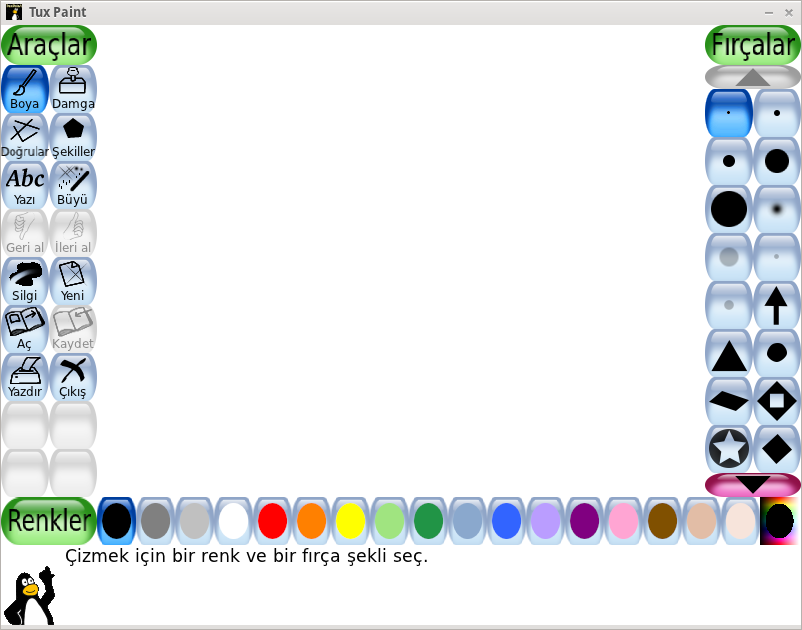 Tux Paint
Araçlar
Fırçalar
Boya Damga
Doğrular Şekiller
Abc
Yazı Büyü
Geri al İleri al
Silgi Yeni
Aç Kaydet
Yazdır Çıkış
Renkler
Çizmek için bir renk ve bir fırça şekli seç.